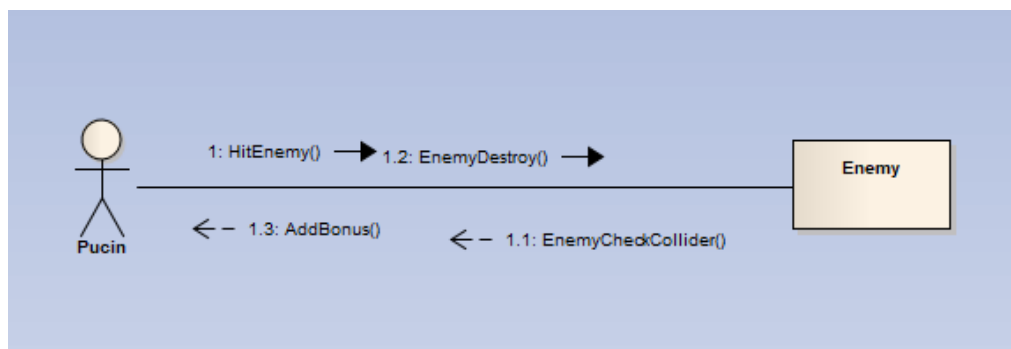 1: HitEnemy()
1.2: EnemyDestroy()
Enemy
Pucin
1.3: AddBonus()
1.1: EnemyCheckCollider()